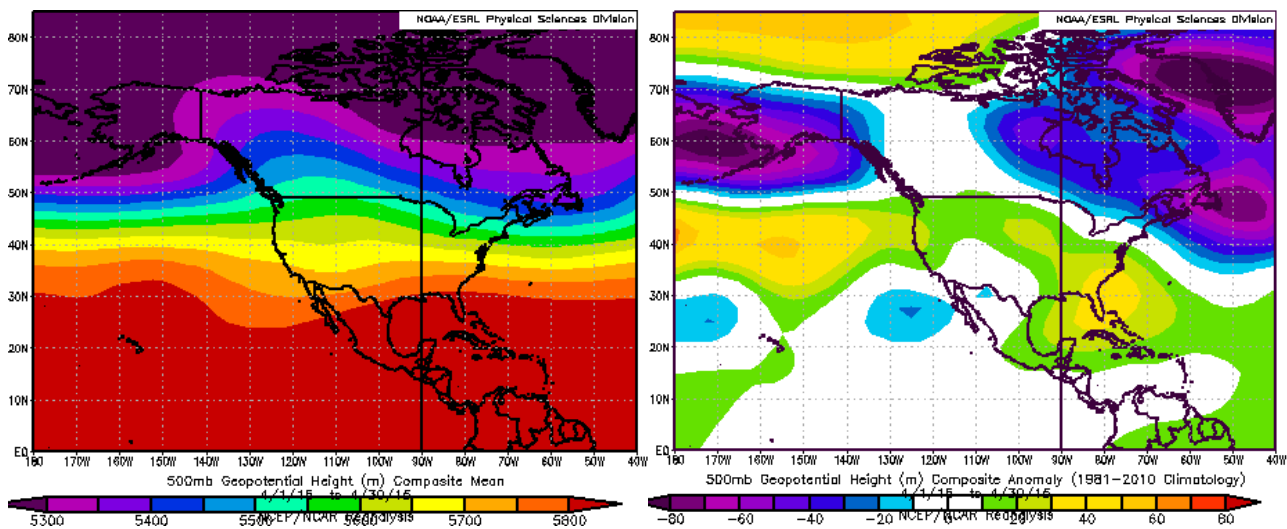 NOAA/ESRL Physical Sciences Division
80N
70N
60N
50N
40N
30N
20N
10N
EQ
180 170W 160W 150W 140W 130W 120W 110W 100W 90W 80W 70W 60W 50W 40W
500mb Geopotential Height (m) Composite Mean
4/1/15 to 4/30/15
NCEP/NCAR Reanalysis
5300 5400 5500 5600 5700 5800
NOAA/ESRL Physical Sciences Division
80N
70N
60N
50N
40N
30N
20N
10N
EQ
180 170W 160W 150W 140W 130W 120W 110W 100W 90W 80W 70W 60W 50W 40W
500mb Geopotential Height (m) Composite Anomaly (1981-2010 Climatology)
4/1/15 to 4/30/15
NCEP/NCAR Reanalysis
-80 -60 -40 -20 0 20 40 60 80